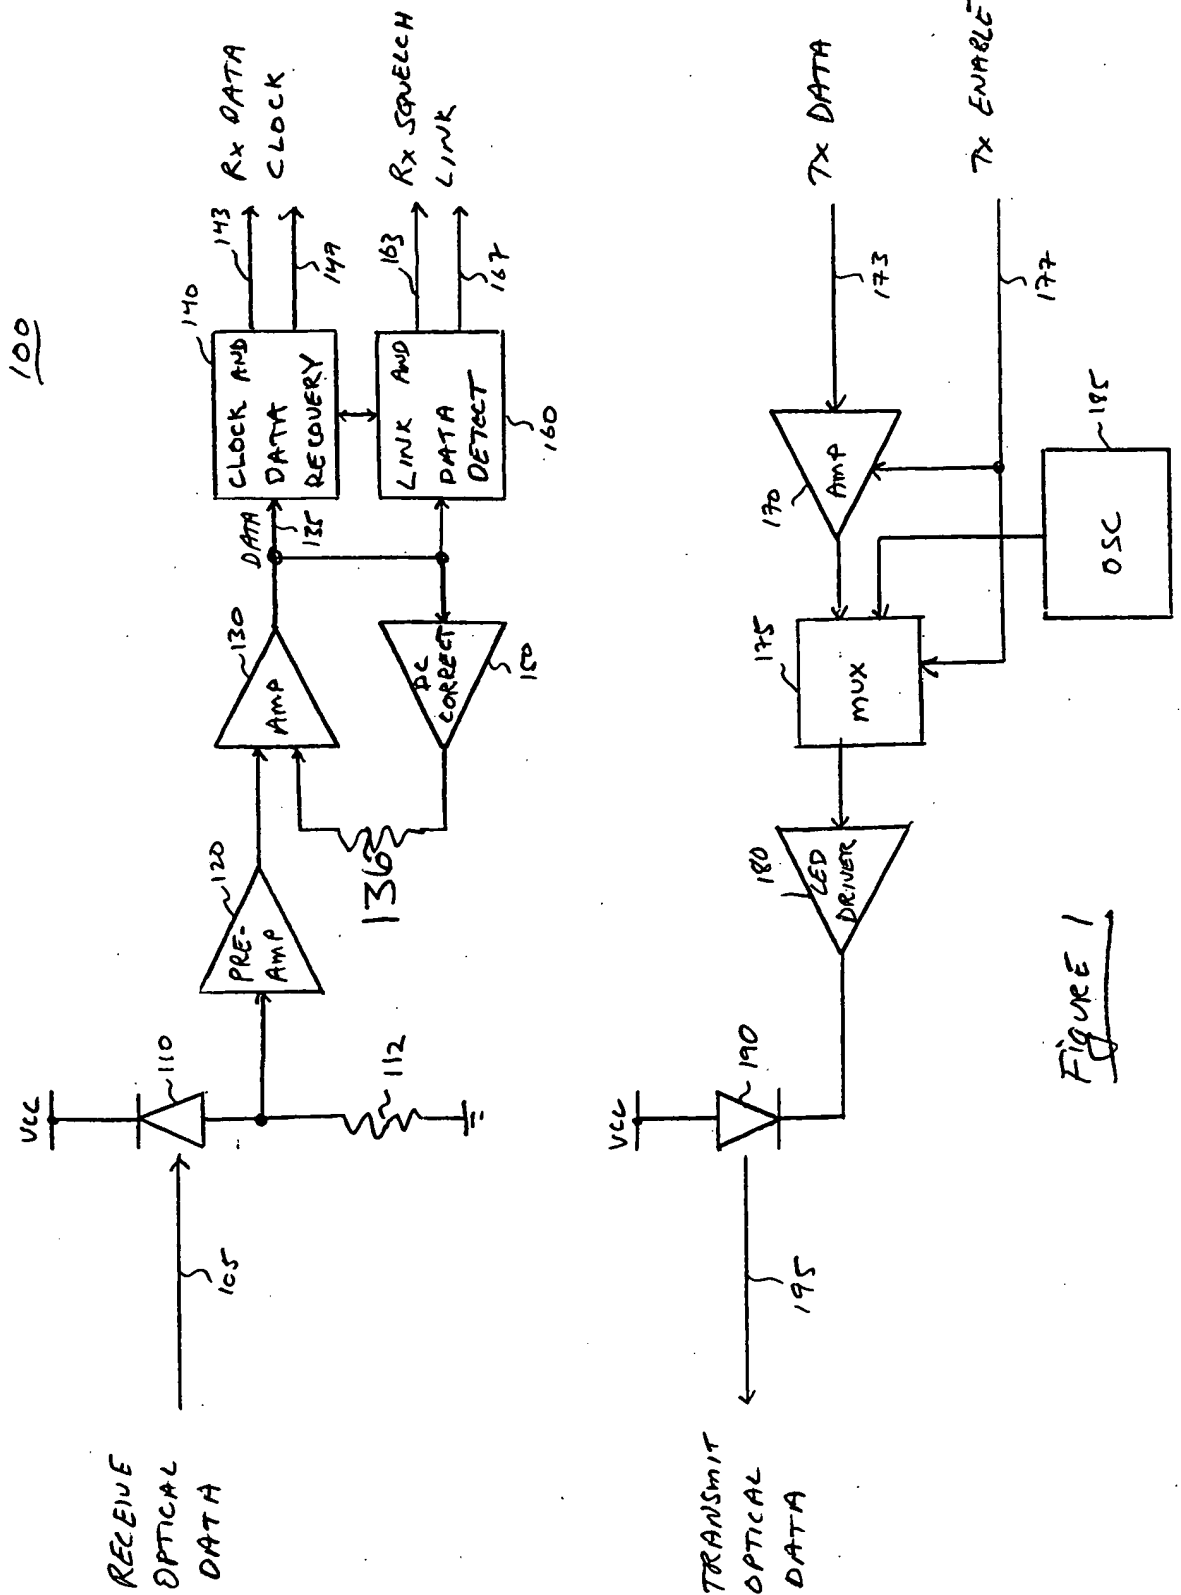 100
RECEIVE
OPTICAL
DATA
105
VCC
110
112
PRE-
AMP
120
AMP
130
136
DATA
135
DC
CORRECT
150
CLOCK AND
DATA
RECOVERY
140
LINK AND
DATA
DETECT
160
143
Rx DATA
149
CLOCK
163
Rx SQUELCH
167
LINK
TRANSMIT
OPTICAL
DATA
195
VCC
190
LED
DRIVER
180
MUX
175
AMP
170
TX DATA
173
TX ENABLE
177
OSC
185
FIGURE 1